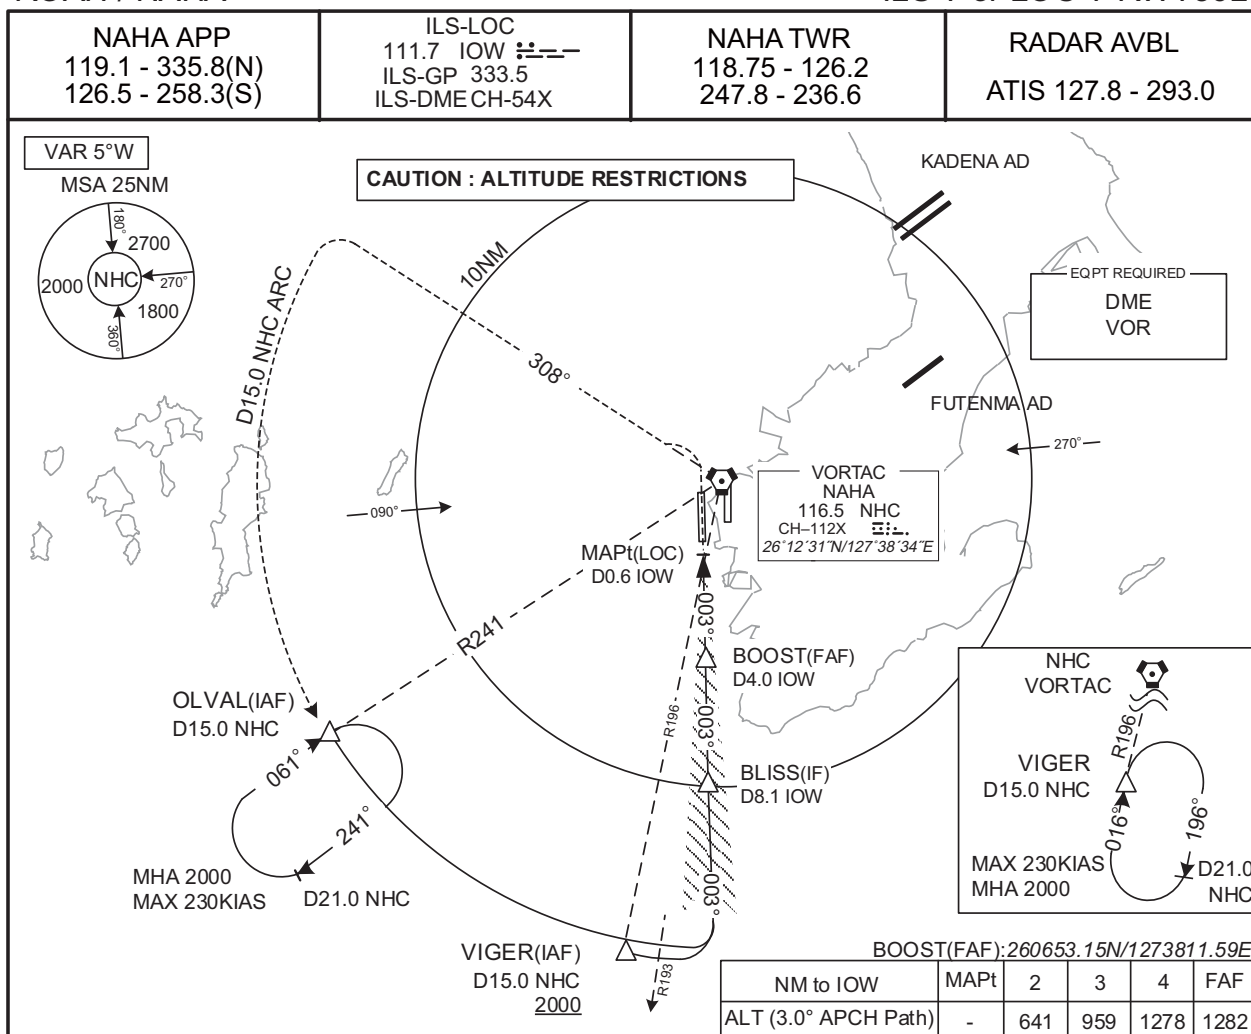 NAHA APP
119.1 - 335.8(N)
126.5 - 258.3(S)
ILS-LOC
111.7 IOW
ILS-GP 333.5
ILS-DME CH-54X
NAHA TWR
118.75 - 126.2
247.8 - 236.6
RADAR AVBL
ATIS 127.8 - 293.0
VAR 5°W
MSA 25NM
180°
2700
NHC
2000
270°
1800
360°
CAUTION : ALTITUDE RESTRICTIONS
KADENA AD
EQPT REQUIRED
DME
VOR
10NM
D15.0 NHC ARC
308°
FUTENMA AD
270°
090°
VORTAC
NAHA
116.5 NHC
CH–112X
26°12´31˝N/127°38´34˝E
MAPt(LOC)
D0.6 IOW
003°
R241
BOOST(FAF)
D4.0 IOW
OLVAL(IAF)
D15.0 NHC
R196
003°
061°
241°
BLISS(IF)
D8.1 IOW
MHA 2000
MAX 230KIAS
D21.0 NHC
003°
VIGER(IAF)
D15.0 NHC
2000
R193
NHC
VORTAC
R196
VIGER
D15.0 NHC
016°
196°
MAX 230KIAS
MHA 2000
D21.0
NHC
BOOST(FAF):260653.15N/1273811.59E
NM to IOW MAPt 2 3 4 FAF
ALT (3.0° APCH Path) - 641 959 1278 1282